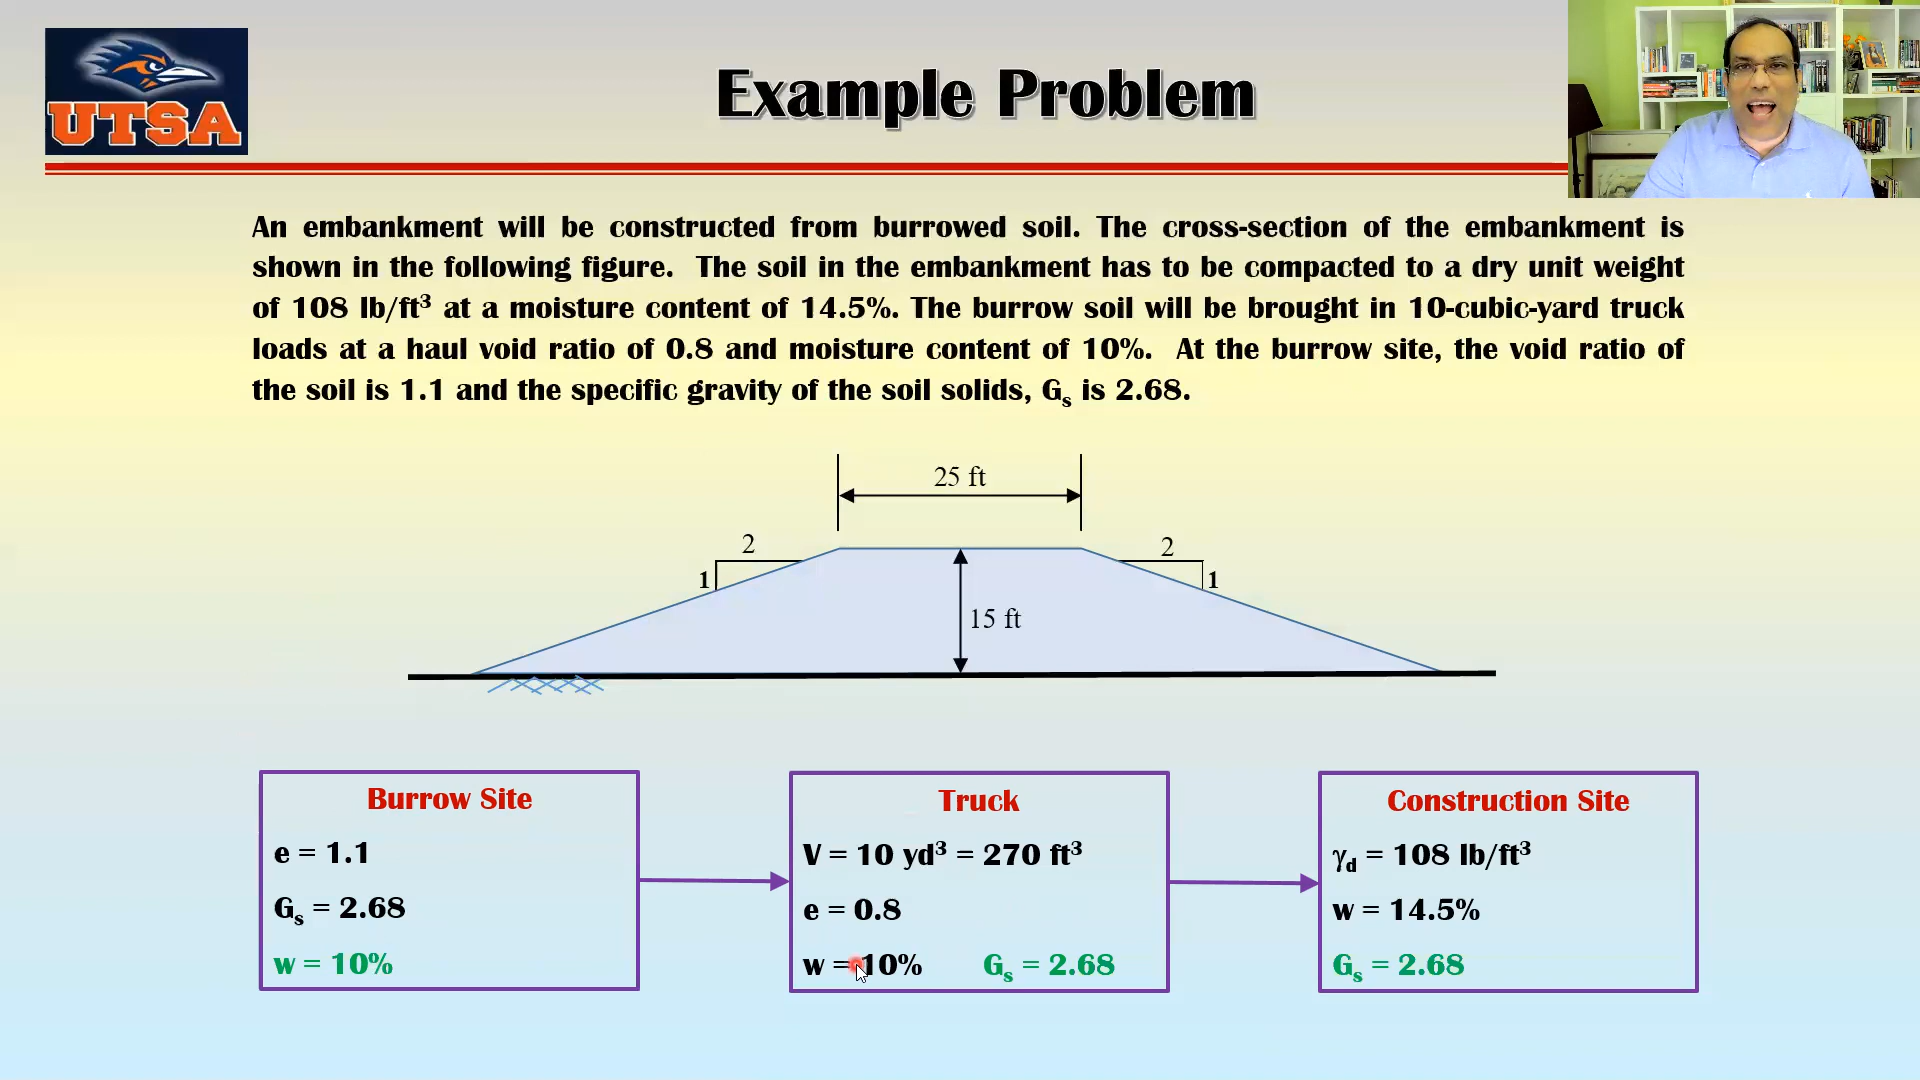 UTSA
Example Problem
An embankment will be constructed from burrowed soil. The cross-section of the embankment is
shown in the following figure. The soil in the embankment has to be compacted to a dry unit weight
of 108 lb/ft³ at a moisture content of 14.5%. The burrow soil will be brought in 10-cubic-yard truck
loads at a haul void ratio of 0.8 and moisture content of 10%. At the burrow site, the void ratio of
the soil is 1.1 and the specific gravity of the soil solids, Gₛ is 2.68.
25 ft
2
1
2
1
15 ft
Burrow Site
e = 1.1
Gₛ = 2.68
w = 10%
Truck
V = 10 yd³ = 270 ft³
e = 0.8
w = 10% Gₛ = 2.68
Construction Site
γd = 108 lb/ft³
w = 14.5%
Gₛ = 2.68